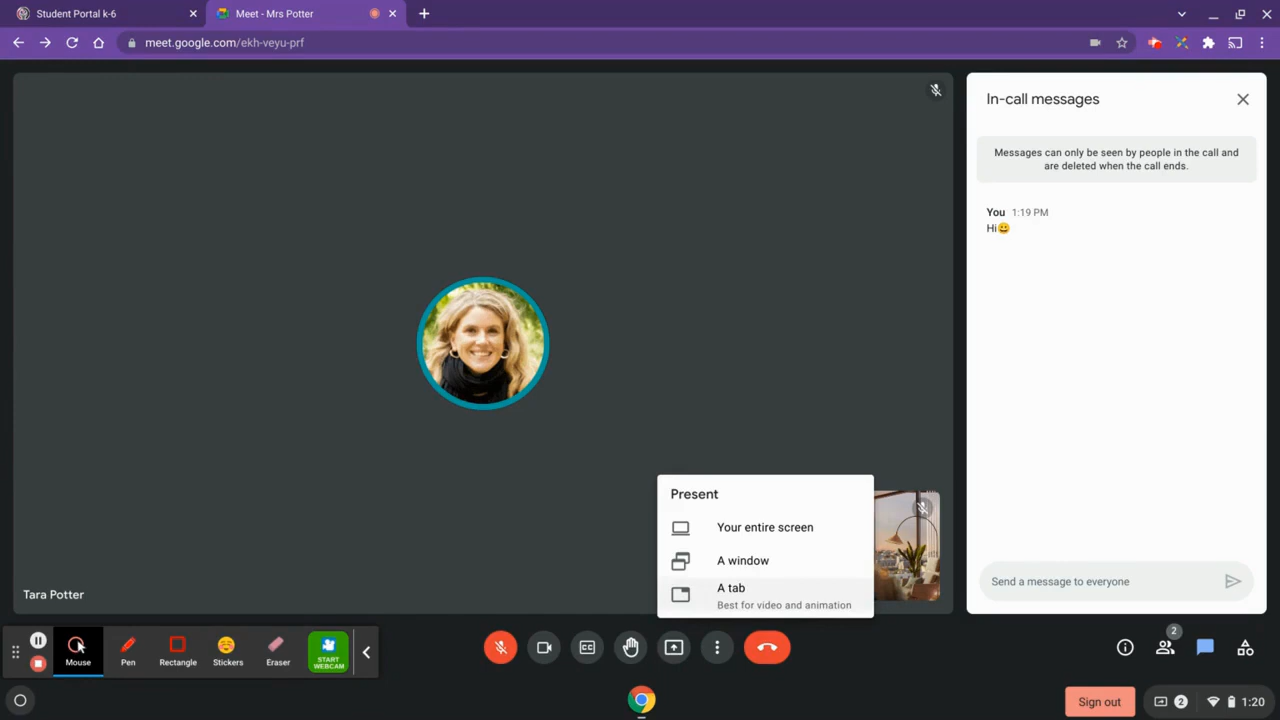 Student Portal k-6
Meet - Mrs Potter
meet.google.com/ekh-veyu-prf
In-call messages
Messages can only be seen by people in the call and
are deleted when the call ends.
You 1:19 PM
Hi😀
Present
Your entire screen
A window
A tab
Best for video and animation
Send a message to everyone
Tara Potter
Mouse
Pen
Rectangle
Stickers
Eraser
START
WEBCAM
CC
2
Sign out
2
1:20